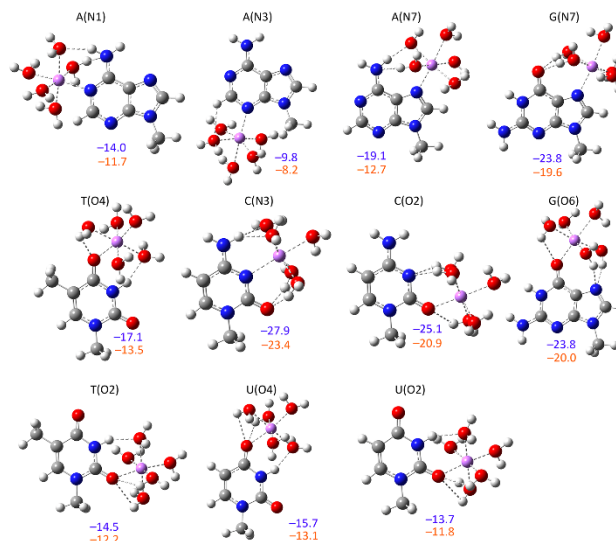 A(N1)
A(N3)
A(N7)
G(N7)
−14.0
−11.7
−9.8
−8.2
−19.1
−12.7
−23.8
−19.6
T(O4)
C(N3)
C(O2)
G(O6)
−17.1
−13.5
−27.9
−23.4
−25.1
−20.9
−23.8
−20.0
T(O2)
U(O4)
U(O2)
−14.5
−12.2
−15.7
−13.1
−13.7
−11.8